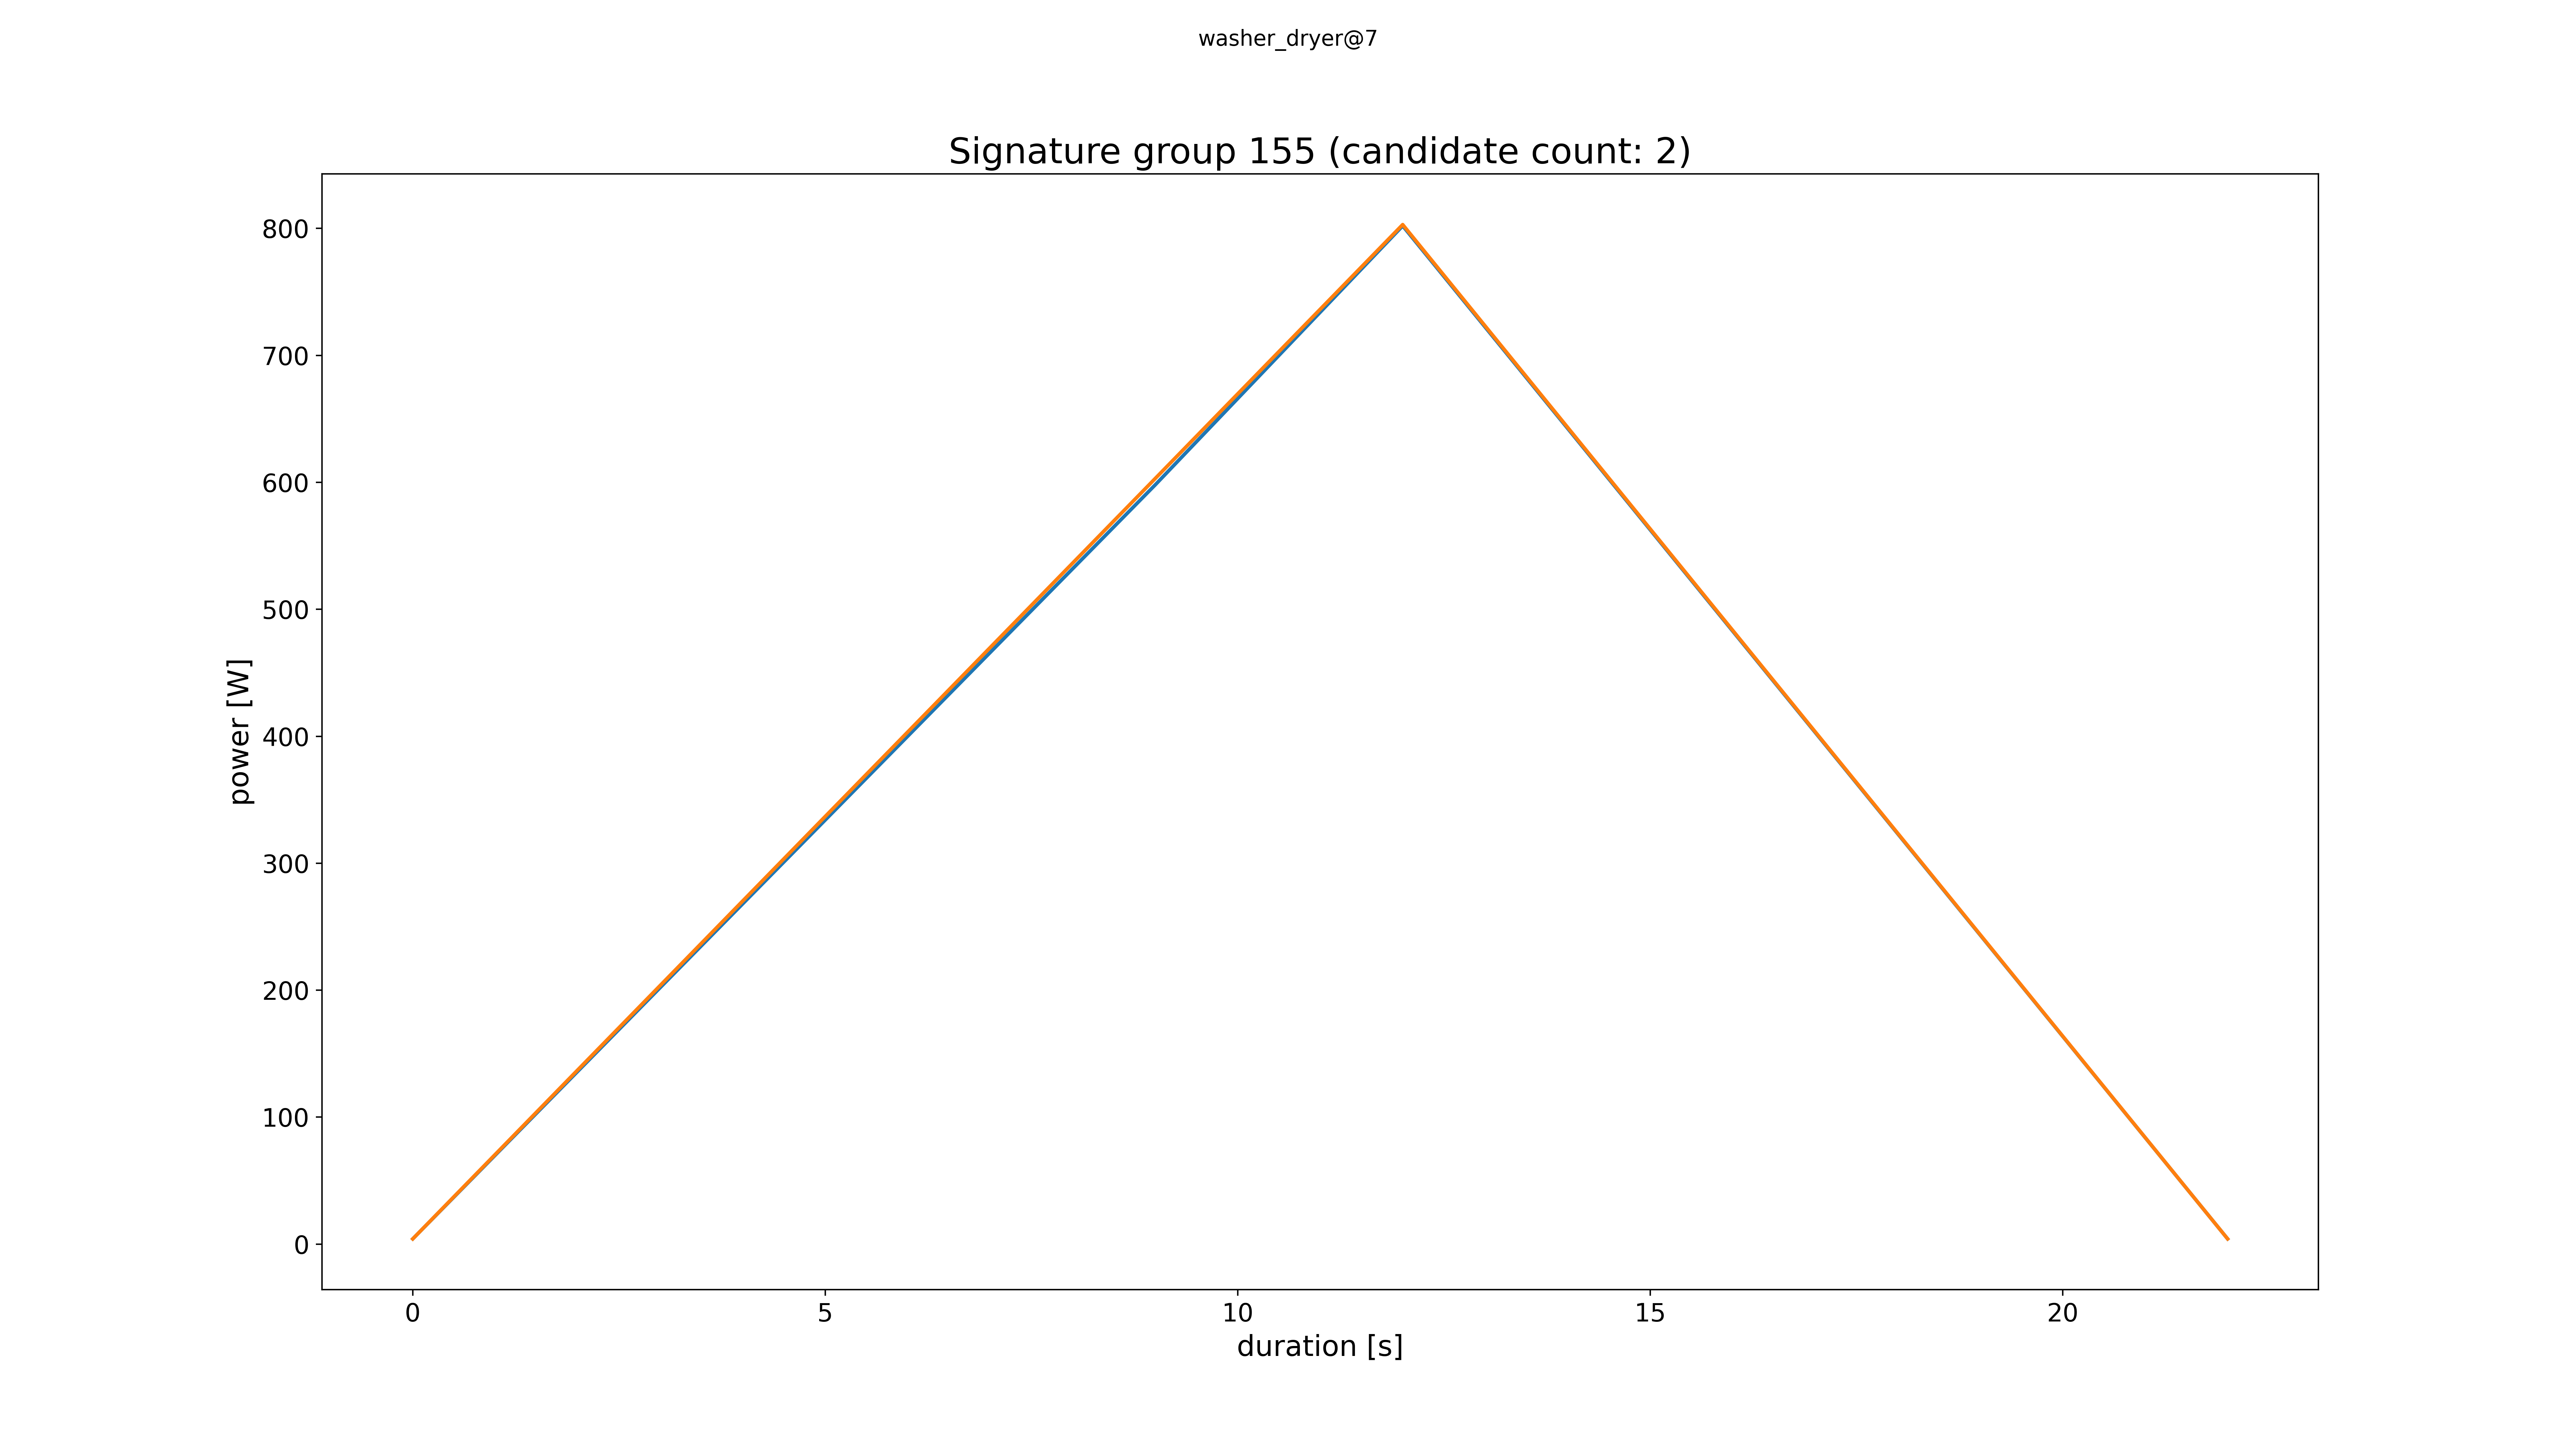 washer_dryer@7
Signature group 155 (candidate count: 2)
800
700
600
500
400
300
200
100
0
power [W]
0 5 10 15 20
duration [s]